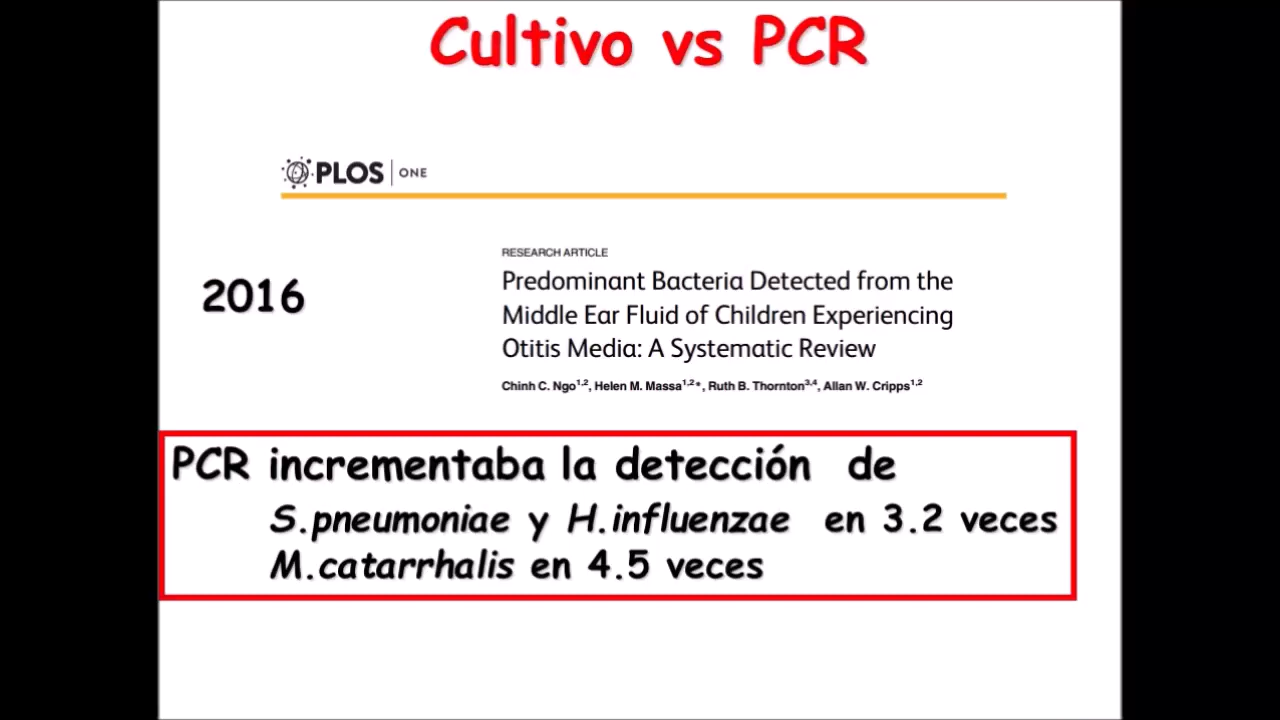 Cultivo vs PCR
PLOS ONE
2016
RESEARCH ARTICLE
Predominant Bacteria Detected from the
Middle Ear Fluid of Children Experiencing
Otitis Media: A Systematic Review
Chinh C. Ngo1,2, Helen M. Massa1,2*, Ruth B. Thornton3,4, Allan W. Cripps1,2
PCR incrementaba la detección de
S.pneumoniae y H.influenzae en 3.2 veces
M.catarrhalis en 4.5 veces